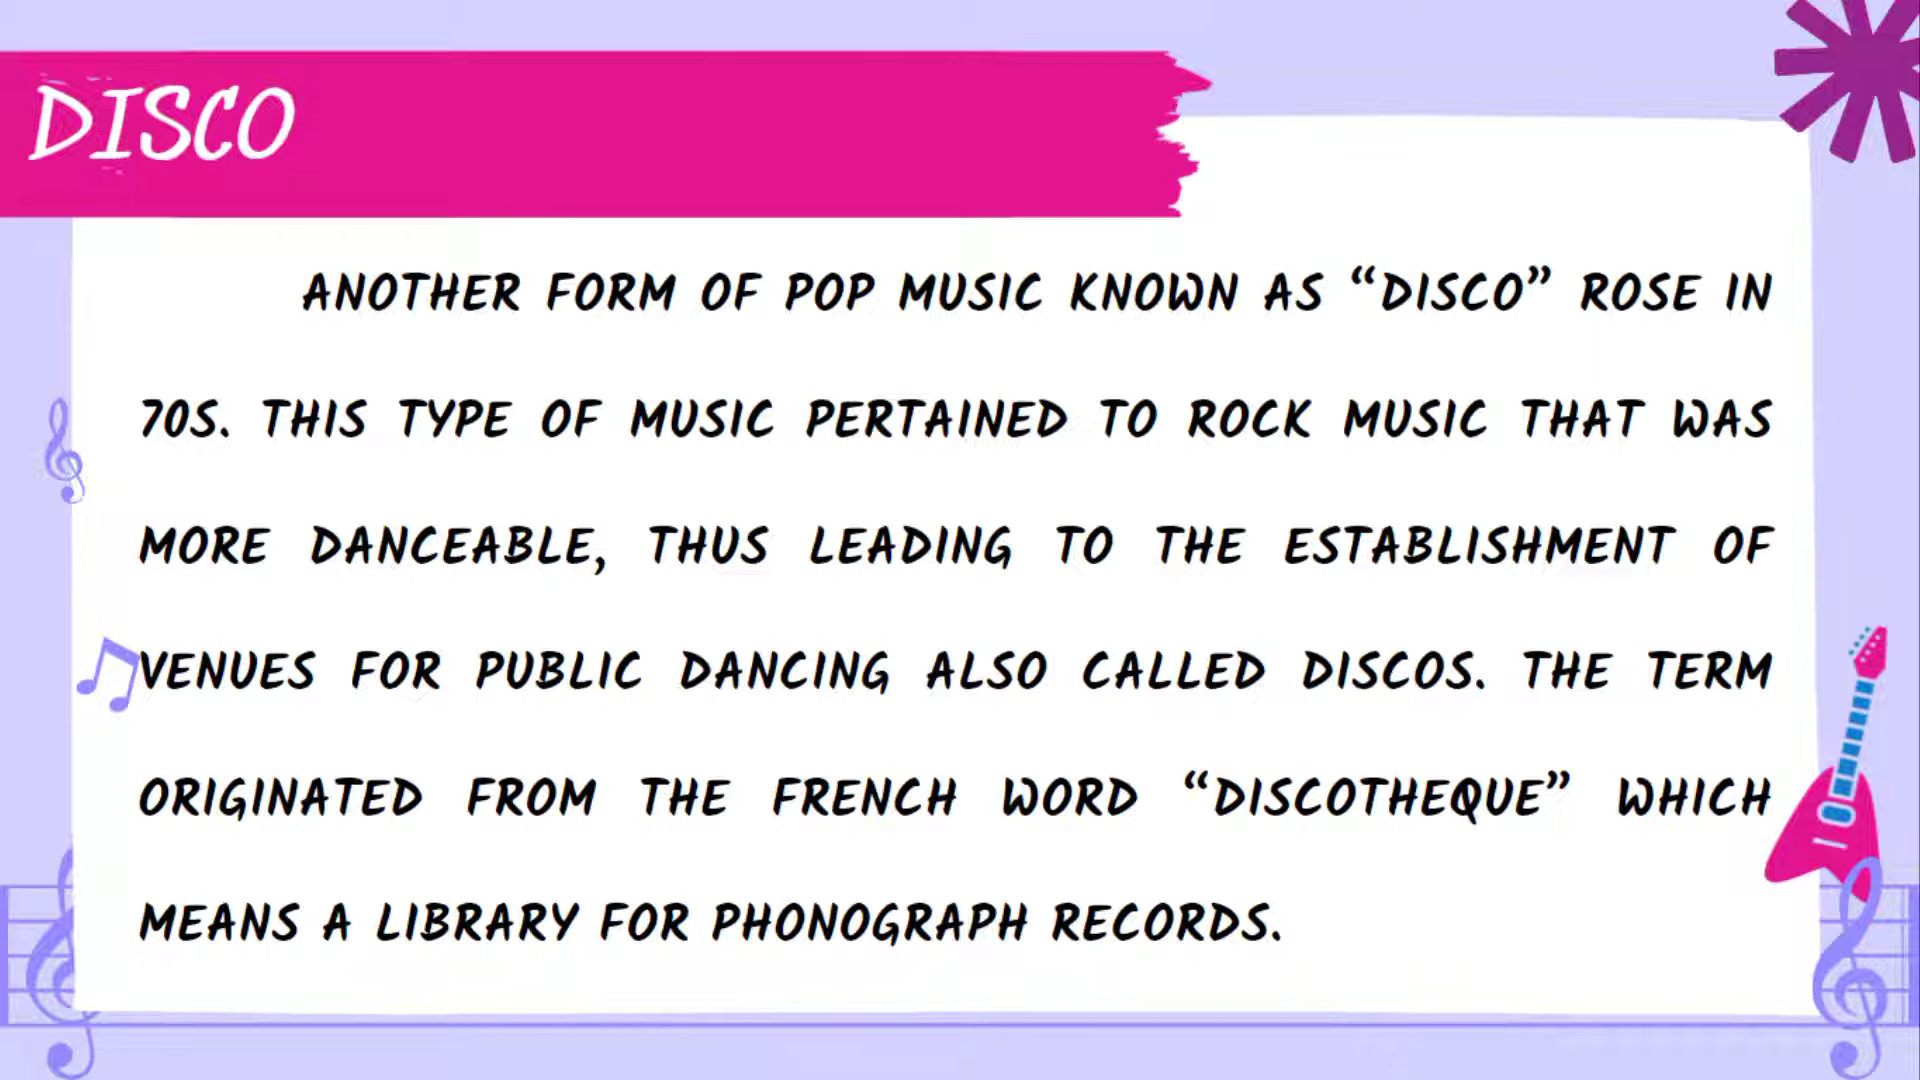 DISCO
ANOTHER FORM OF POP MUSIC KNOWN AS “DISCO” ROSE IN
70S. THIS TYPE OF MUSIC PERTAINED TO ROCK MUSIC THAT WAS
MORE DANCEABLE, THUS LEADING TO THE ESTABLISHMENT OF
VENUES FOR PUBLIC DANCING ALSO CALLED DISCOS. THE TERM
ORIGINATED FROM THE FRENCH WORD “DISCOTHEQUE” WHICH
MEANS A LIBRARY FOR PHONOGRAPH RECORDS.